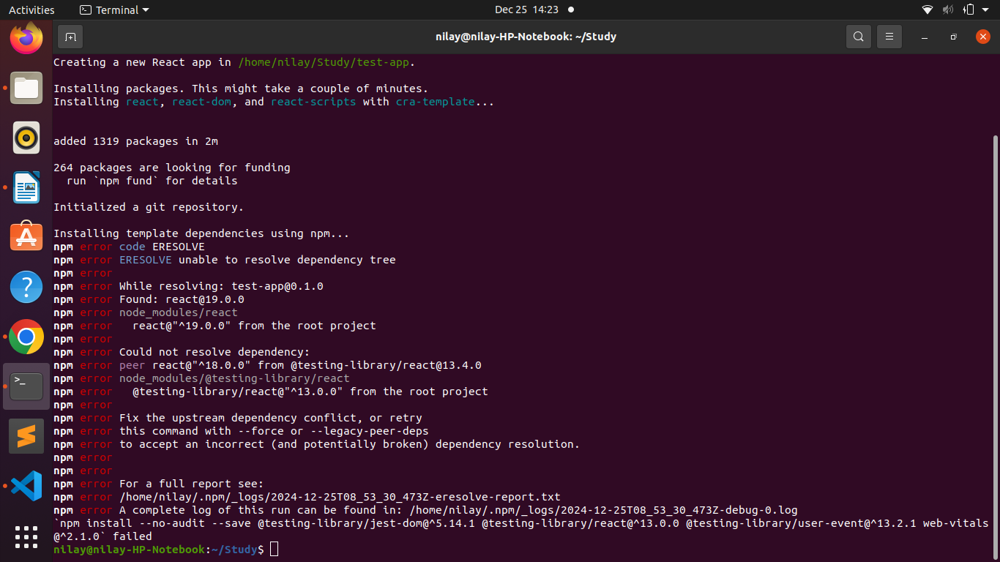 Activities Terminal Dec 25 14:23
nilay@nilay-HP-Notebook: ~/Study
Creating a new React app in /home/nilay/Study/test-app.
Installing packages. This might take a couple of minutes.
Installing react, react-dom, and react-scripts with cra-template...
added 1319 packages in 2m
264 packages are looking for funding
  run `npm fund` for details
Initialized a git repository.
Installing template dependencies using npm...
npm error code ERESOLVE
npm error ERESOLVE unable to resolve dependency tree
npm error
npm error While resolving: test-app@0.1.0
npm error Found: react@19.0.0
npm error node_modules/react
npm error   react@"^19.0.0" from the root project
npm error
npm error Could not resolve dependency:
npm error peer react@"^18.0.0" from @testing-library/react@13.4.0
npm error node_modules/@testing-library/react
npm error   @testing-library/react@"^13.0.0" from the root project
npm error
npm error Fix the upstream dependency conflict, or retry
npm error this command with --force or --legacy-peer-deps
npm error to accept an incorrect (and potentially broken) dependency resolution.
npm error
npm error
npm error For a full report see:
npm error /home/nilay/.npm/_logs/2024-12-25T08_53_30_473Z-eresolve-report.txt
npm error A complete log of this run can be found in: /home/nilay/.npm/_logs/2024-12-25T08_53_30_473Z-debug-0.log
`npm install --no-audit --save @testing-library/jest-dom@^5.14.1 @testing-library/react@^13.0.0 @testing-library/user-event@^13.2.1 web-vitals
@^2.1.0` failed
nilay@nilay-HP-Notebook:~/Study$